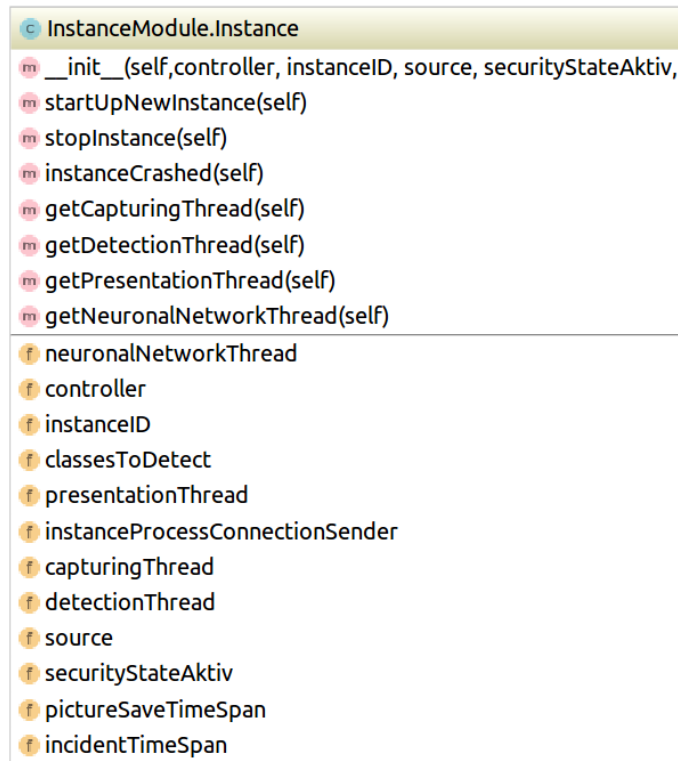 C InstanceModule.Instance
m __init__(self,controller, instanceID, source, securityStateAktiv,
m startUpNewInstance(self)
m stopInstance(self)
m instanceCrashed(self)
m getCapturingThread(self)
m getDetectionThread(self)
m getPresentationThread(self)
m getNeuronalNetworkThread(self)
f neuronalNetworkThread
f controller
f instanceID
f classesToDetect
f presentationThread
f instanceProcessConnectionSender
f capturingThread
f detectionThread
f source
f securityStateAktiv
f pictureSaveTimeSpan
f incidentTimeSpan